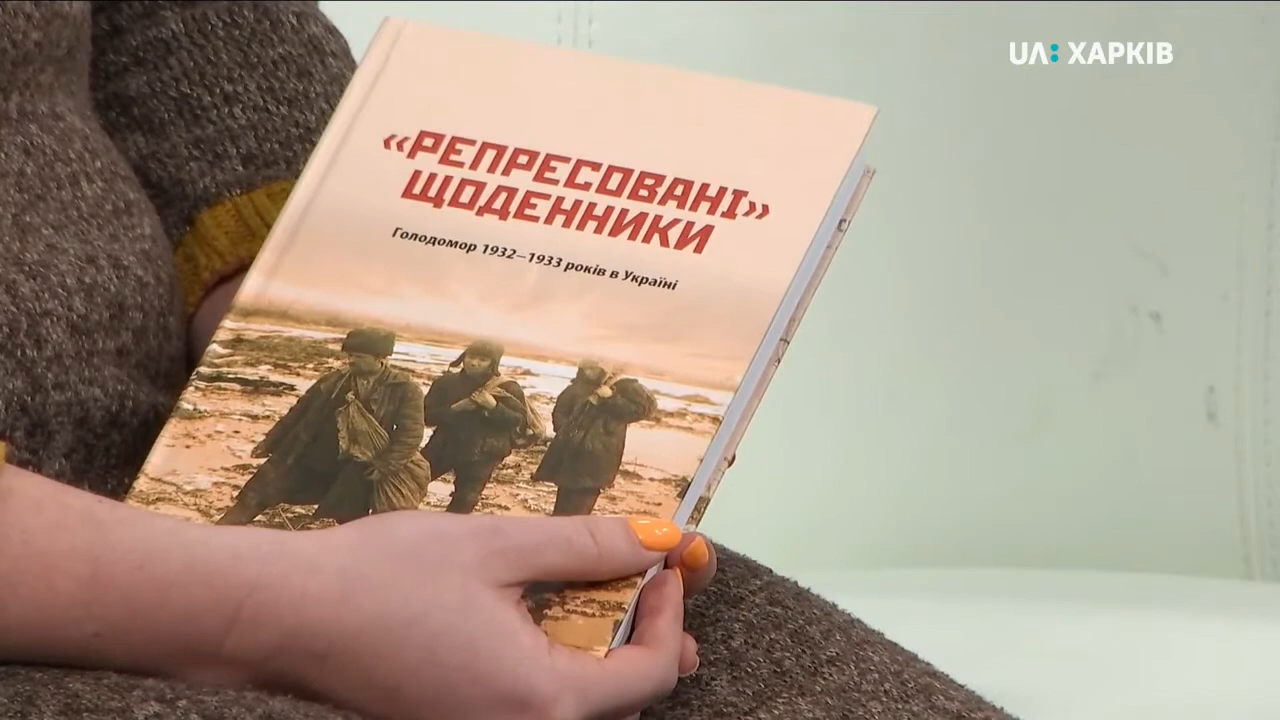 UA: ХАРКІВ
«РЕПРЕСОВАНІ»
ЩОДЕННИКИ
Голодомор 1932–1933 років в Україні